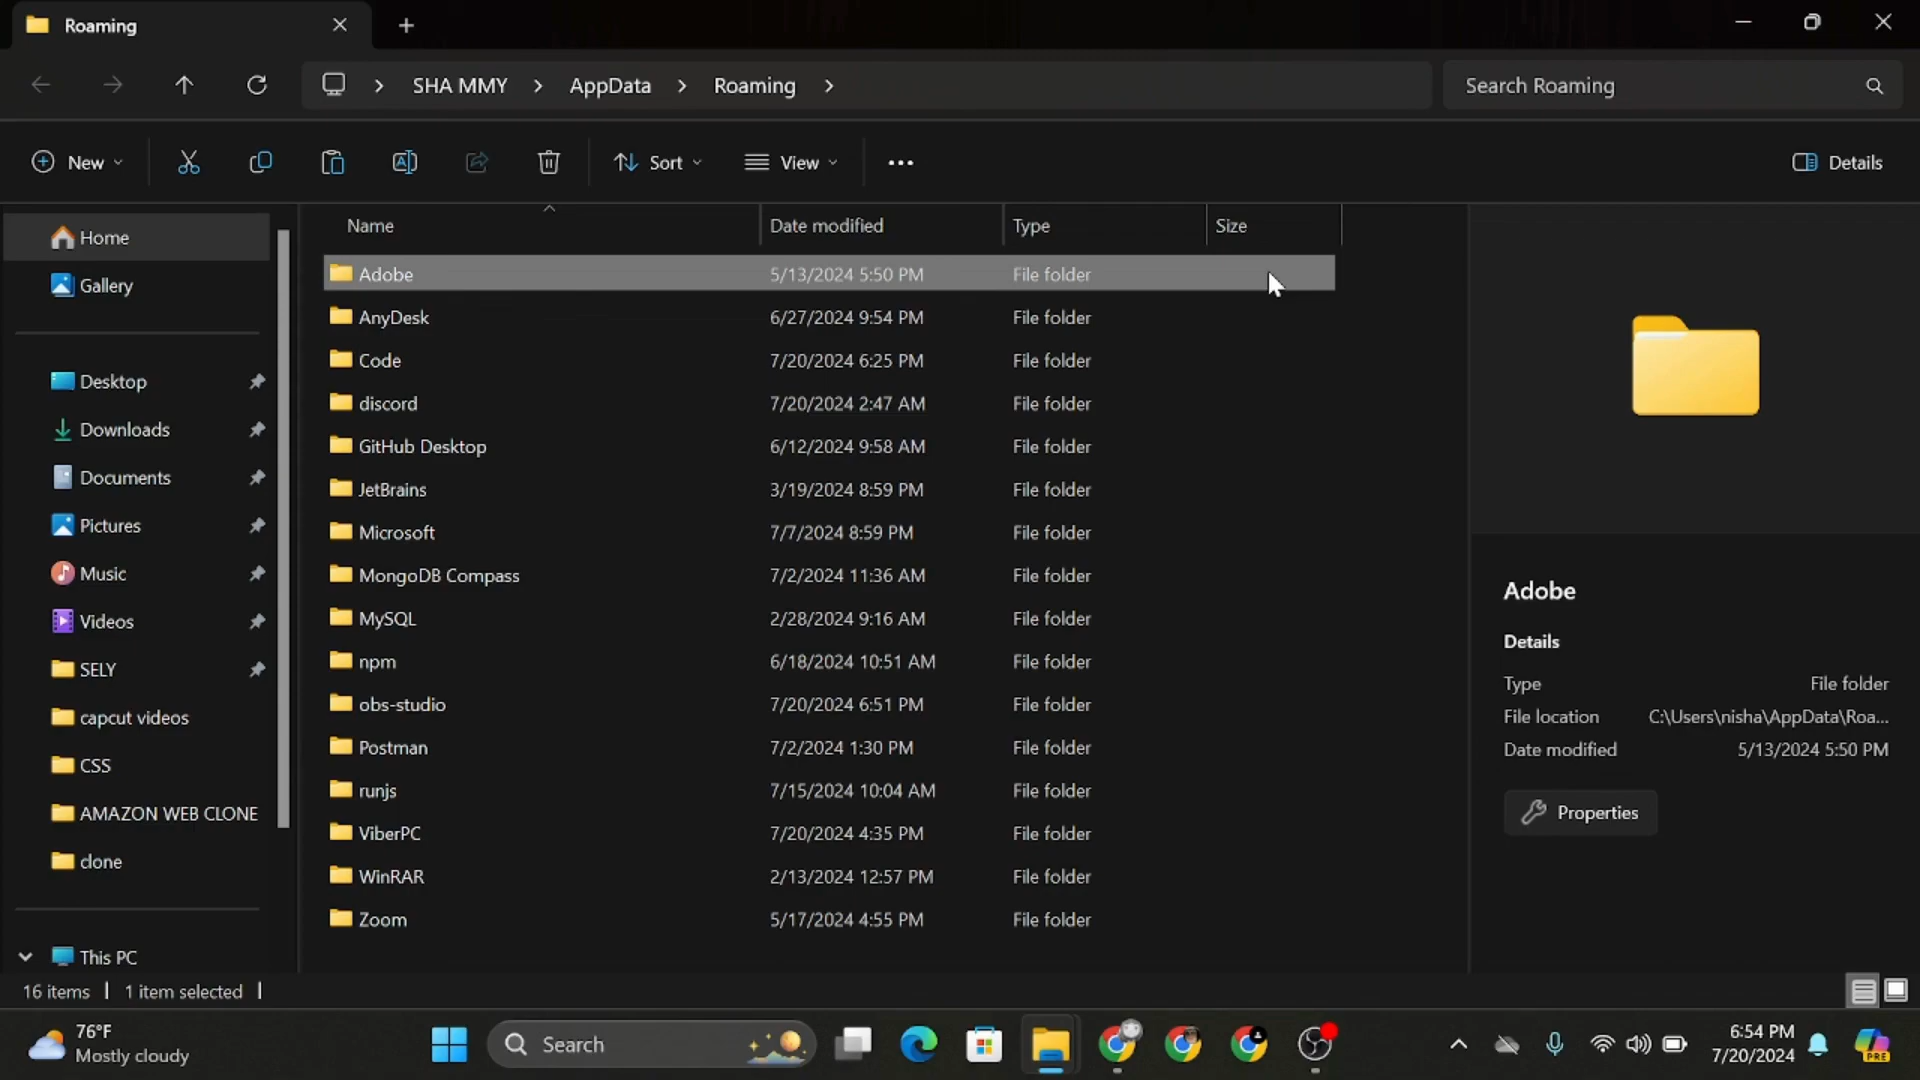 Roaming
SHA MMY > AppData > Roaming >
Search Roaming
New
Sort
View
Details
Name
Date modified
Type
Size
Home
Gallery
Desktop
Downloads
Documents
Pictures
Music
Videos
SELY
capcut videos
CSS
AMAZON WEB CLONE
clone
This PC
Adobe 5/13/2024 5:50 PM File folder
AnyDesk 6/27/2024 9:54 PM File folder
Code 7/20/2024 6:25 PM File folder
discord 7/20/2024 2:47 AM File folder
GitHub Desktop 6/12/2024 9:58 AM File folder
JetBrains 3/19/2024 8:59 PM File folder
Microsoft 7/7/2024 8:59 PM File folder
MongoDB Compass 7/2/2024 11:36 AM File folder
MySQL 2/28/2024 9:16 AM File folder
npm 6/18/2024 10:51 AM File folder
obs-studio 7/20/2024 6:51 PM File folder
Postman 7/2/2024 1:30 PM File folder
runjs 7/15/2024 10:04 AM File folder
ViberPC 7/20/2024 4:35 PM File folder
WinRAR 2/13/2024 12:57 PM File folder
Zoom 5/17/2024 4:55 PM File folder
Adobe
Details
Type File folder
File location C:\Users\nisha\AppData\Roa...
Date modified 5/13/2024 5:50 PM
Properties
16 items | 1 item selected |
76°F
Mostly cloudy
Search
6:54 PM
7/20/2024
PRE